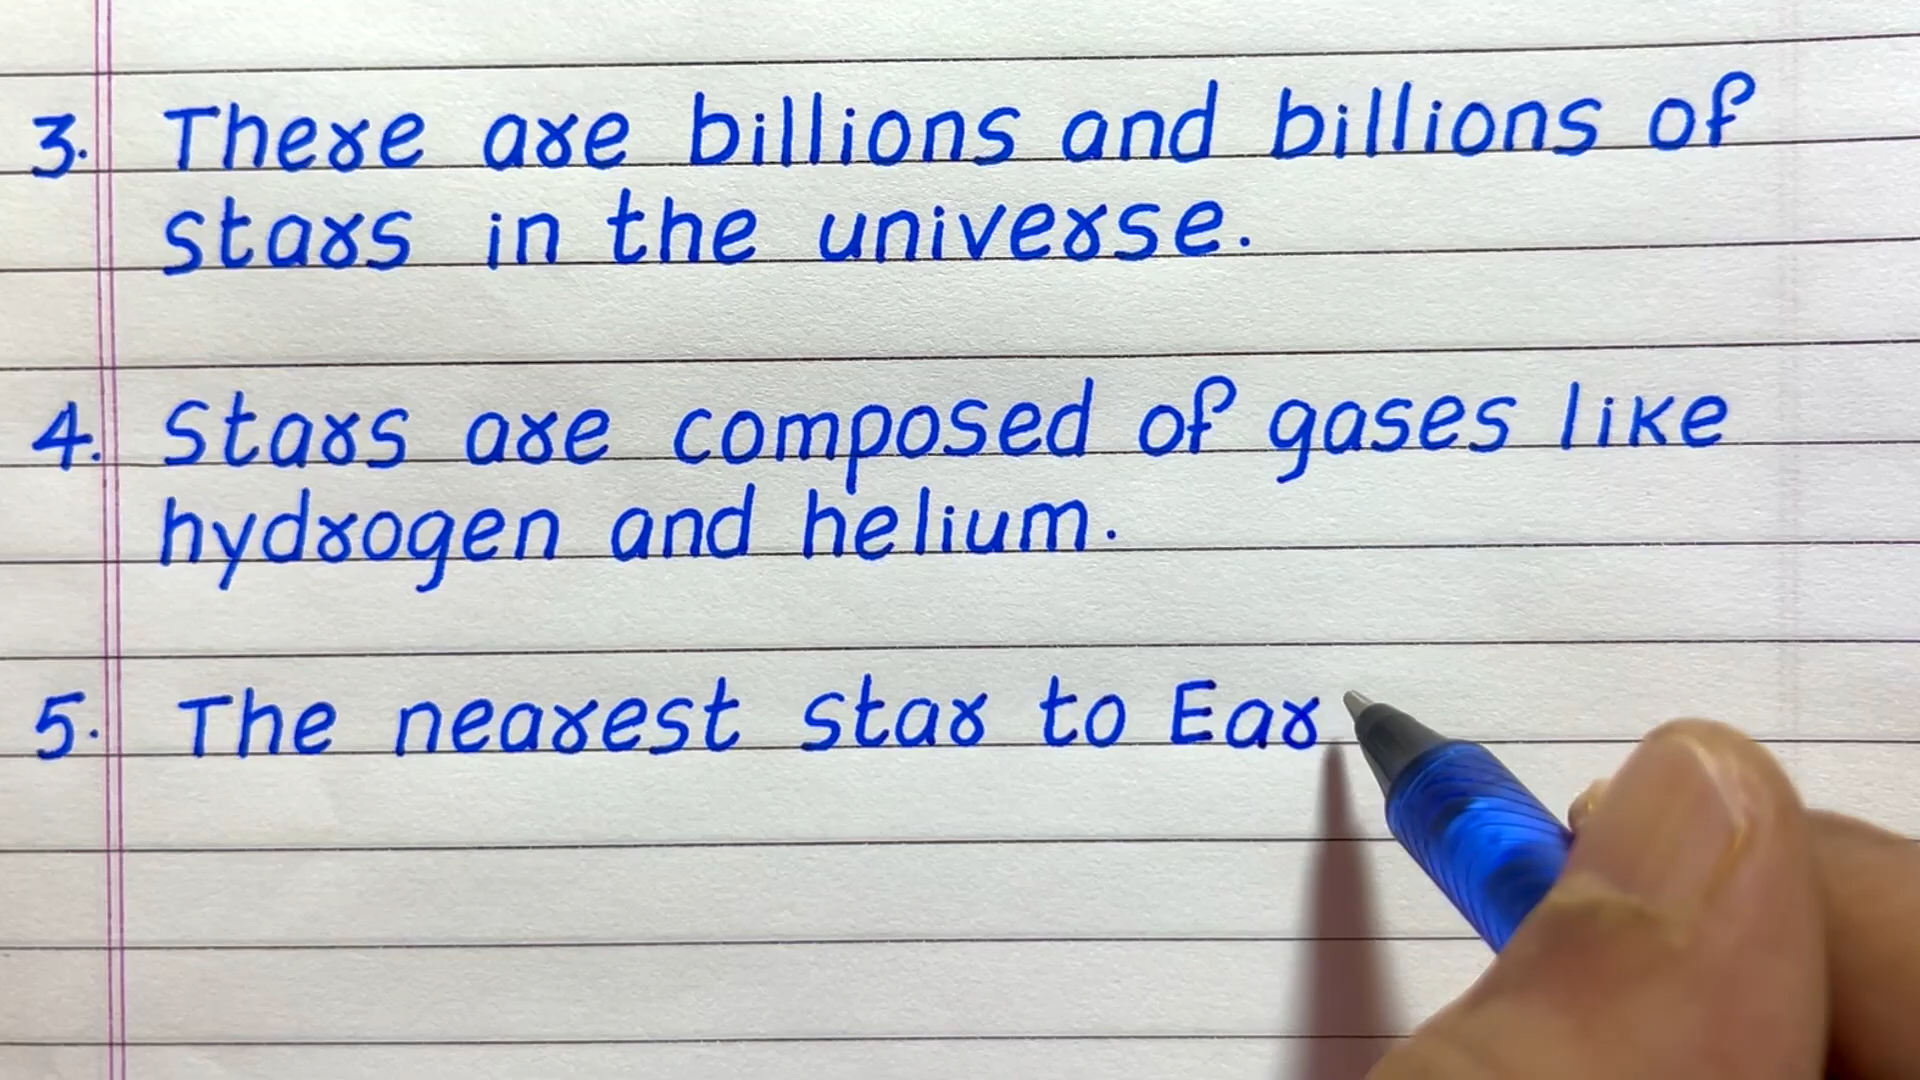 3. There are billions and billions of
stars in the universe.
4. Stars are composed of gases like
hydrogen and helium.
5. The nearest star to Ear